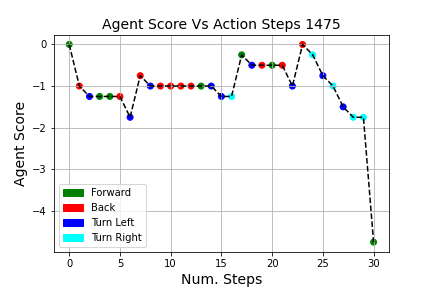 Agent Score Vs Action Steps 1475
Agent Score
0
−1
−2
−3
−4
Forward
Back
Turn Left
Turn Right
0 5 10 15 20 25 30
Num. Steps